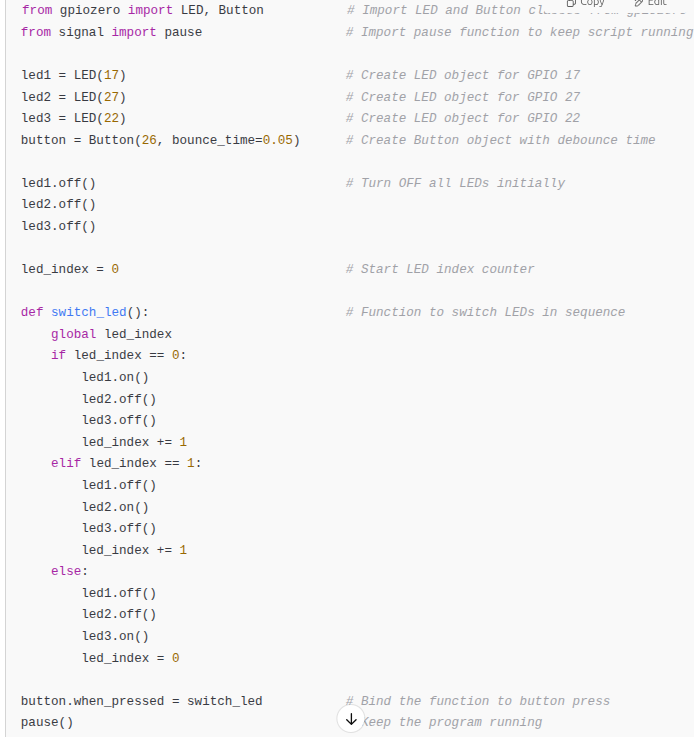 Copy Edit
from gpiozero import LED, Button # Import LED and Button
from signal import pause # Import pause function to keep script running
led1 = LED(17) # Create LED object for GPIO 17
led2 = LED(27) # Create LED object for GPIO 27
led3 = LED(22) # Create LED object for GPIO 22
button = Button(26, bounce_time=0.05) # Create Button object with debounce time
led1.off() # Turn OFF all LEDs initially
led2.off()
led3.off()
led_index = 0 # Start LED index counter
def switch_led(): # Function to switch LEDs in sequence
    global led_index
    if led_index == 0:
        led1.on()
        led2.off()
        led3.off()
        led_index += 1
    elif led_index == 1:
        led1.off()
        led2.on()
        led3.off()
        led_index += 1
    else:
        led1.off()
        led2.off()
        led3.on()
        led_index = 0
button.when_pressed = switch_led # Bind the function to button press
pause() Keep the program running